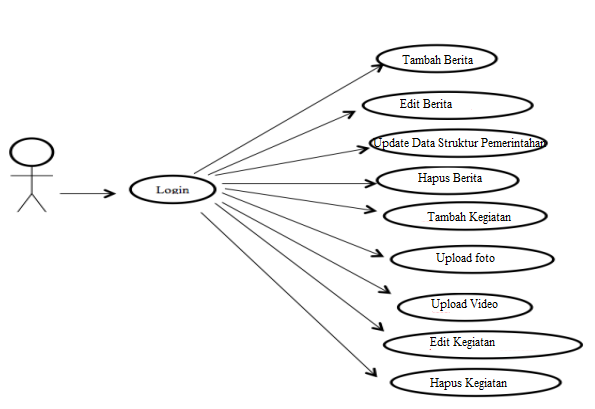 Tambah Berita
Edit Berita
Update Data Struktur Pemerintahan
Hapus Berita
Login
Tambah Kegiatan
Upload foto
Upload Video
Edit Kegiatan
Hapus Kegiatan